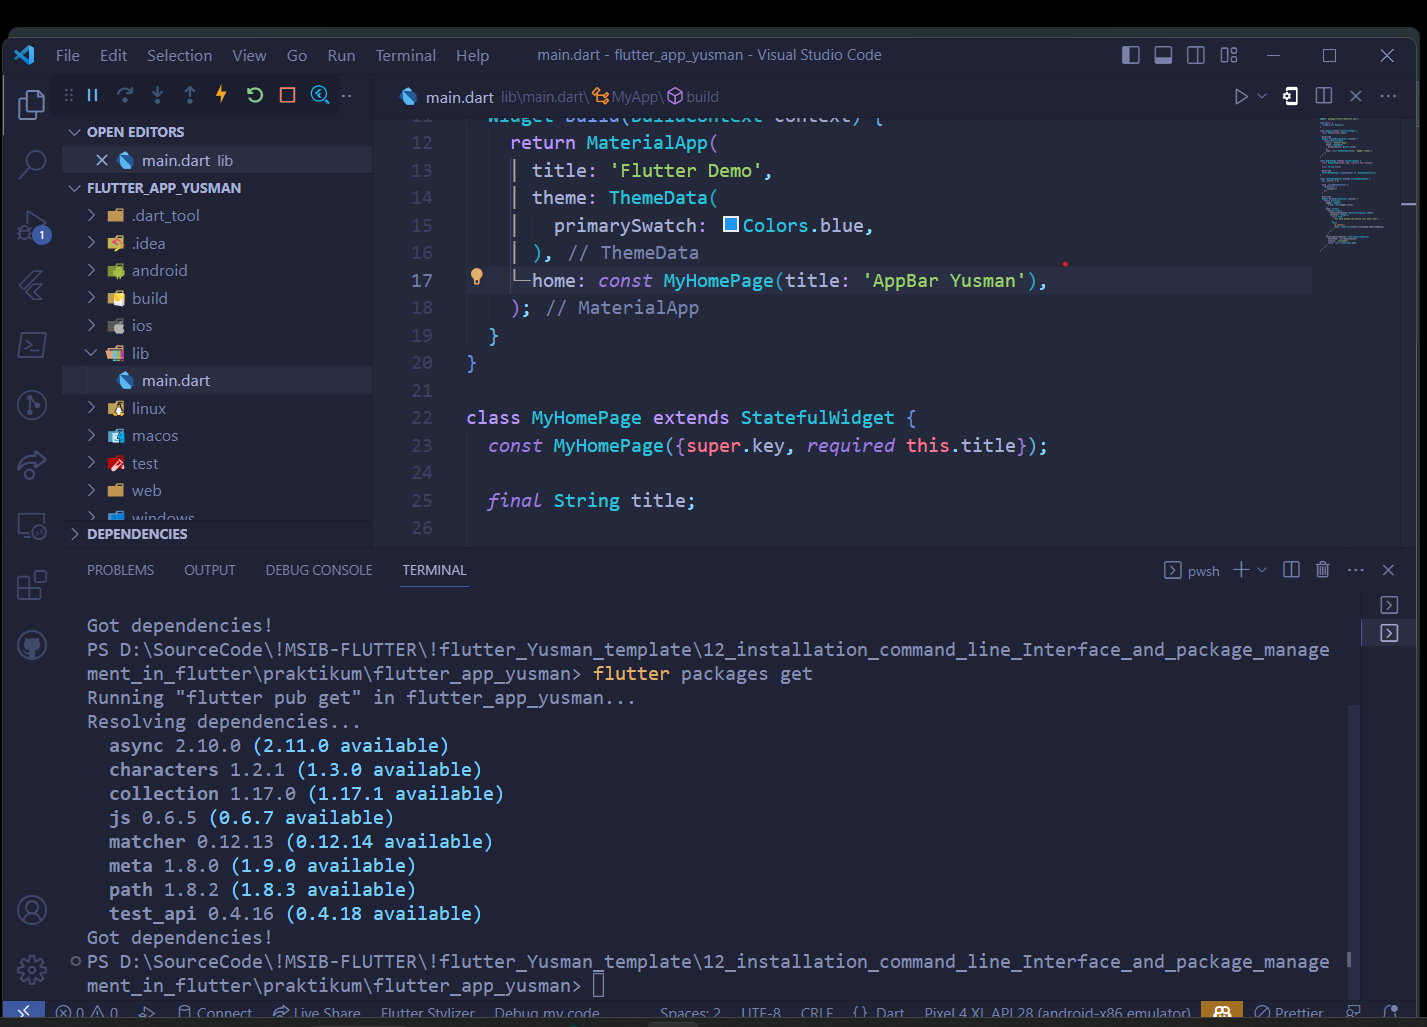 File Edit Selection View Go Run Terminal Help main.dart - flutter_app_yusman - Visual Studio Code
main.dart lib\main.dart\ MyApp\ build
OPEN EDITORS
main.dart lib
FLUTTER_APP_YUSMAN
.dart_tool
.idea
android
build
ios
lib
main.dart
linux
macos
test
web
windows
DEPENDENCIES
1
11 Widget build(BuildContext context) {
12 return MaterialApp(
13 title: 'Flutter Demo',
14 theme: ThemeData(
15 primarySwatch: Colors.blue,
16 ), // ThemeData
17 home: const MyHomePage(title: 'AppBar Yusman'),
18 ); // MaterialApp
19 }
20 }
21
22 class MyHomePage extends StatefulWidget {
23 const MyHomePage({super.key, required this.title});
24
25 final String title;
26
PROBLEMS OUTPUT DEBUG CONSOLE TERMINAL pwsh
Got dependencies!
PS D:\SourceCode\!MSIB-FLUTTER\!flutter_Yusman_template\12_installation_command_line_Interface_and_package_manage
ment_in_flutter\praktikum\flutter_app_yusman> flutter packages get
Running "flutter pub get" in flutter_app_yusman...
Resolving dependencies...
async 2.10.0 (2.11.0 available)
characters 1.2.1 (1.3.0 available)
collection 1.17.0 (1.17.1 available)
js 0.6.5 (0.6.7 available)
matcher 0.12.13 (0.12.14 available)
meta 1.8.0 (1.9.0 available)
path 1.8.2 (1.8.3 available)
test_api 0.4.16 (0.4.18 available)
Got dependencies!
PS D:\SourceCode\!MSIB-FLUTTER\!flutter_Yusman_template\12_installation_command_line_Interface_and_package_manage
ment_in_flutter\praktikum\flutter_app_yusman>
0 0 Connect Live Share Flutter Stylizer Debug my code Spaces: 2 UTF-8 CRLF {} Dart Pixel 4 XL API 28 (android-x86 emulator) Prettier